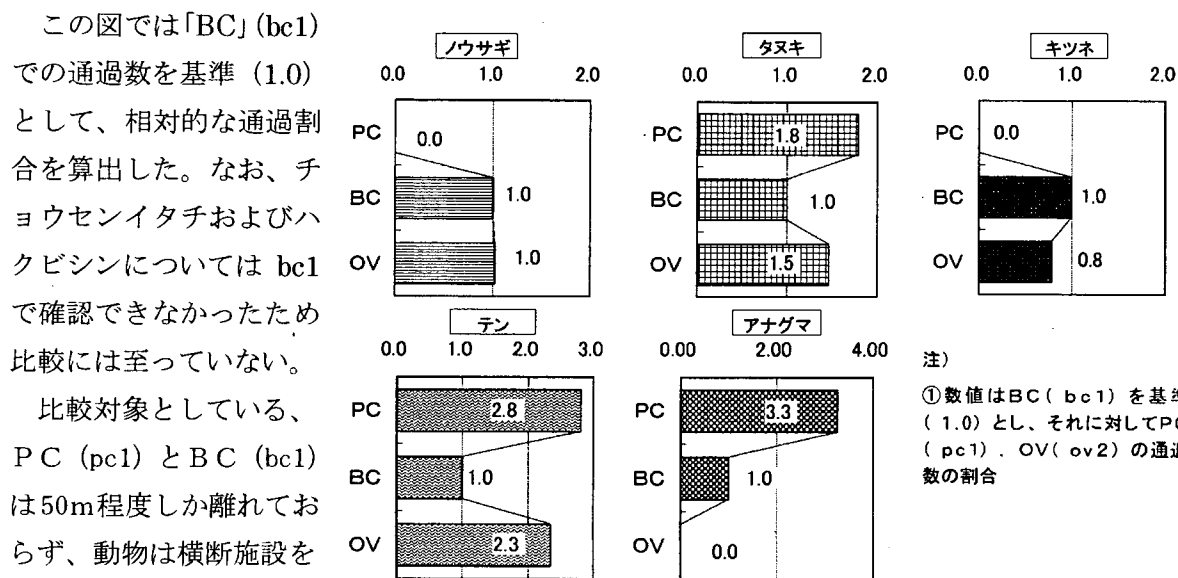 この図では「BC」(bc1)
での通過数を基準（1.0）
として、相対的な通過割
合を算出した。なお、チ
ョウセンイタチおよびハ
クビシンについては bc1
で確認できなかったため
比較には至っていない。
比較対象としている、
PC（pc1）とBC（bc1）
は50m程度しか離れてお
らず、動物は横断施設を
ノウサギ
0.0 1.0 2.0
PC 0.0
BC 1.0
OV 1.0
タヌキ
0.0 1.0 2.0
PC 1.8
BC 1.0
OV 1.5
キツネ
0.0 1.0 2.0
PC 0.0
BC 1.0
OV 0.8
テン
0.0 1.0 2.0 3.0
PC 2.8
BC 1.0
OV 2.3
アナグマ
0.00 2.00 4.00
PC 3.3
BC 1.0
OV 0.0
注）
①数値はBC(bc1)を基準
(1.0)とし、それに対してPC
(pc1)．OV(ov2)の通過
数の割合